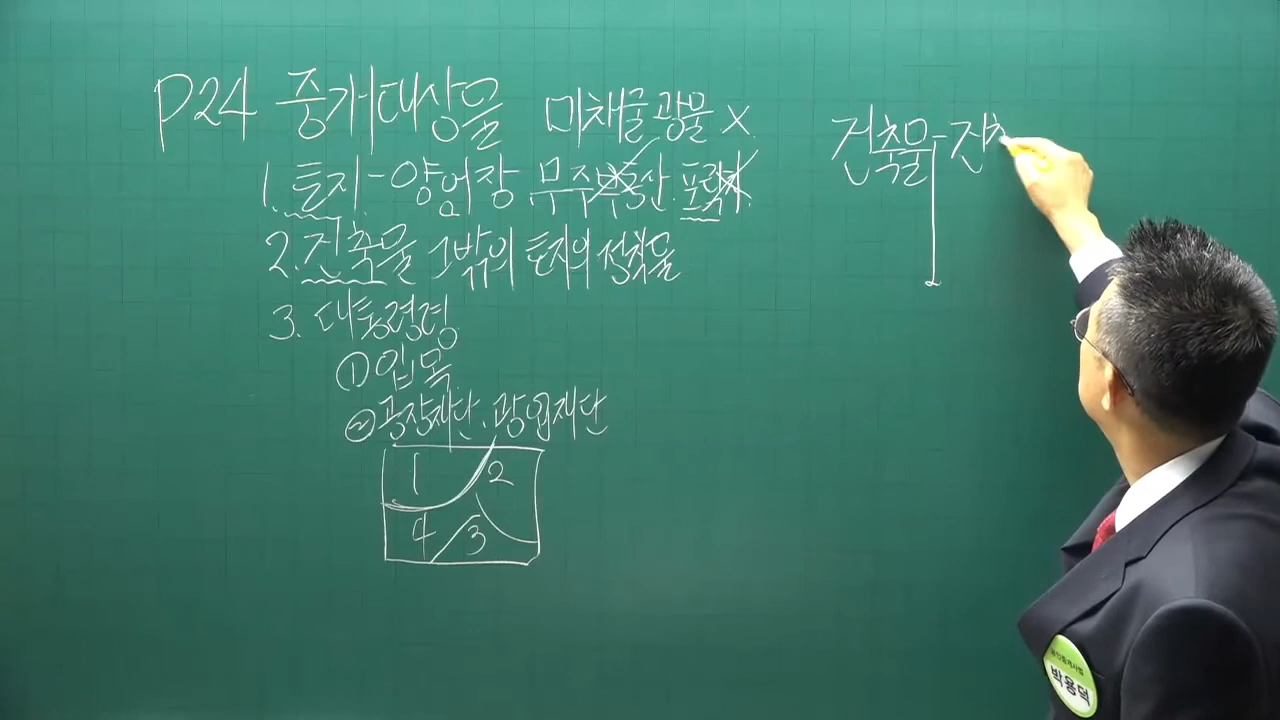 P24 중개대상물 미채굴광물 X
1. 토지 - 양어장. 무주부동산. 포락지.
2. 건축물 그밖의 토지의 정착물
3. 대통령령
① 입목
② 공장재단. 광업재단
1 2
4 3
건축물 -
박용덕